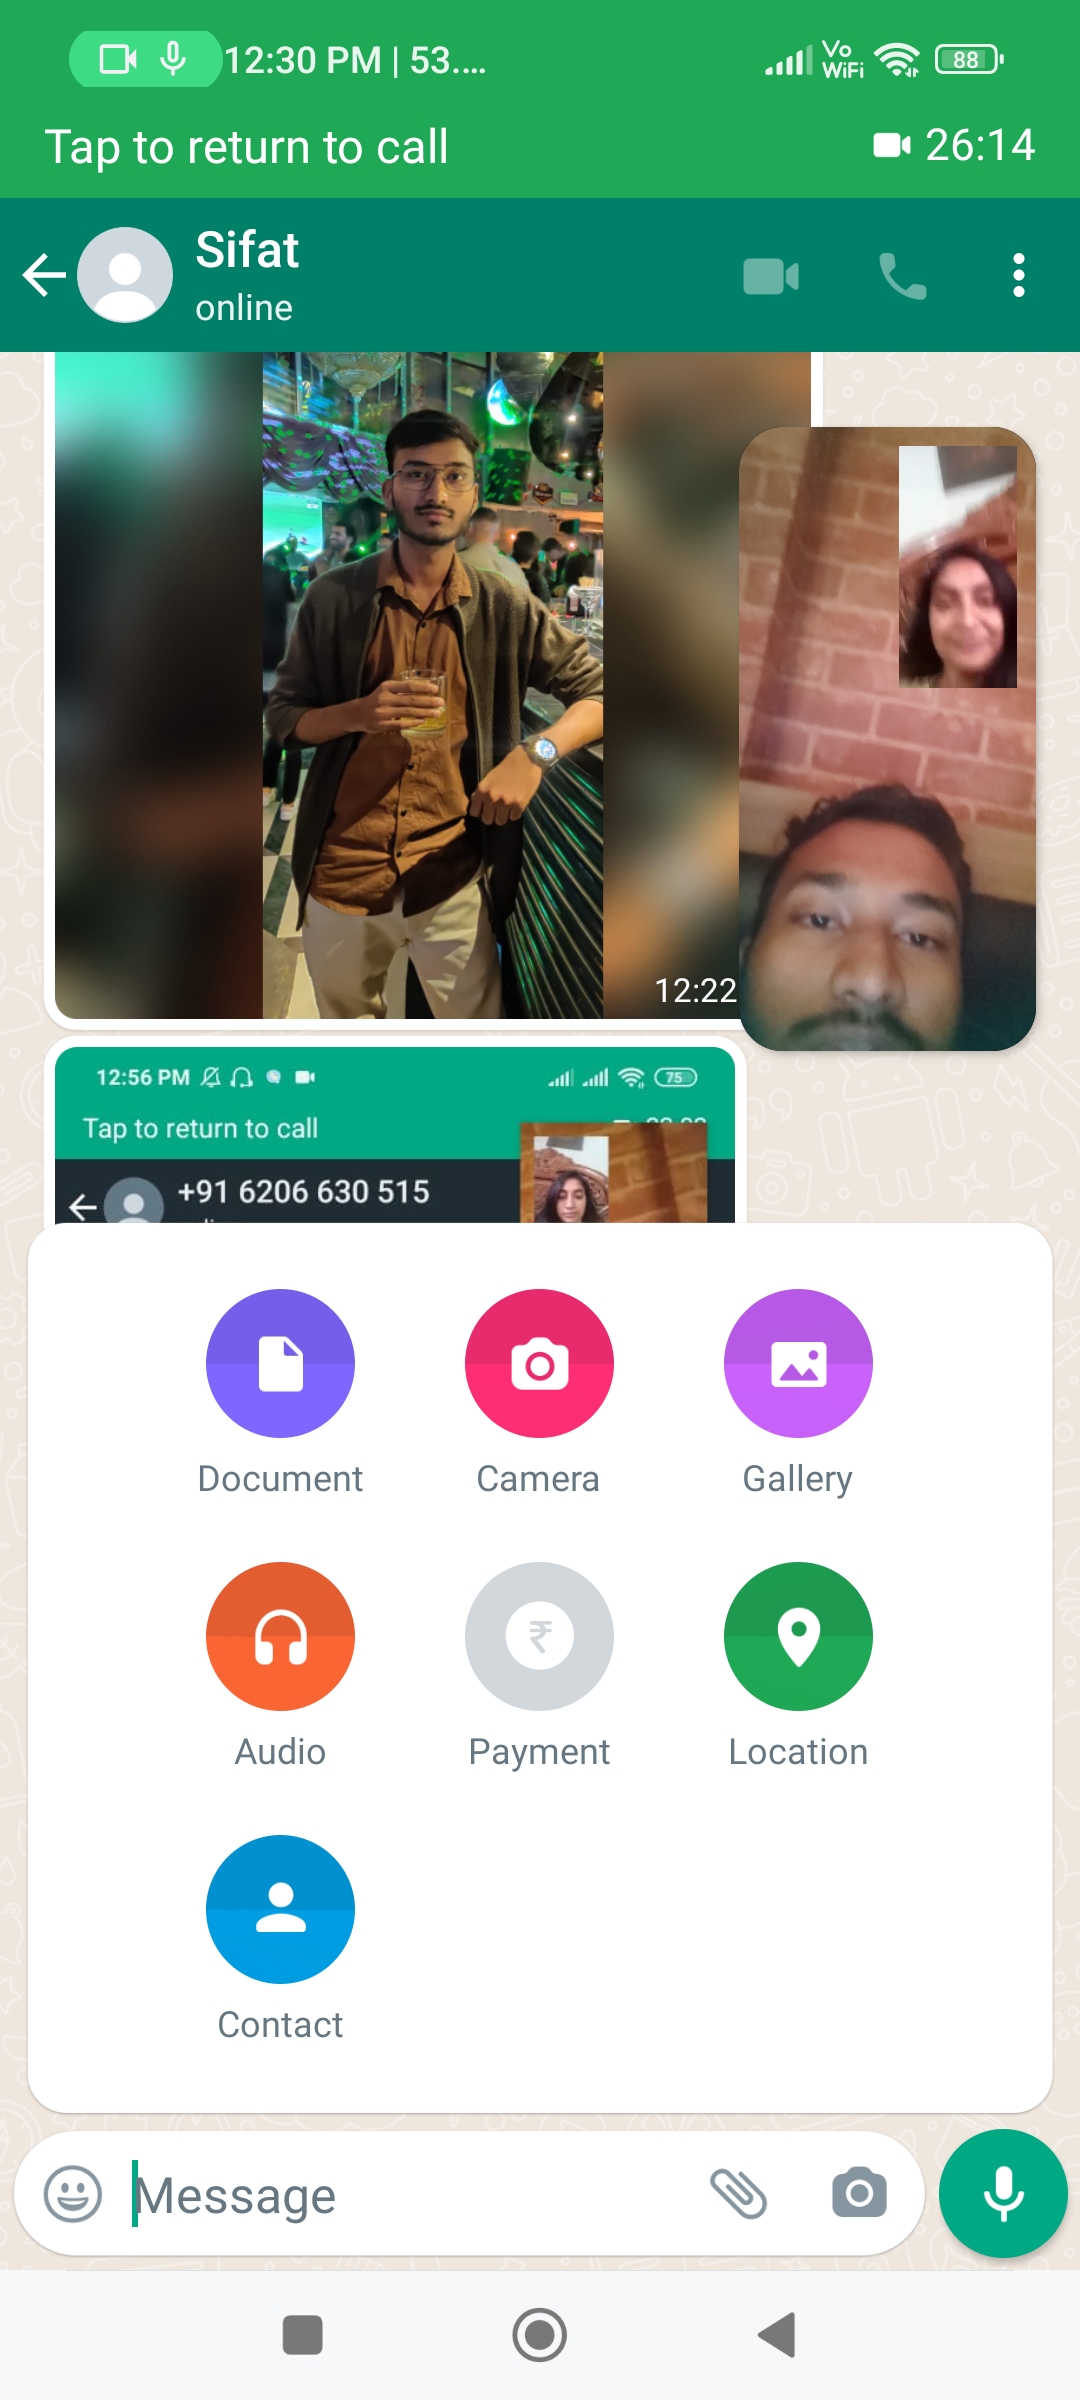 12:30 PM | 53....
Vo
WiFi
88
Tap to return to call
26:14
Sifat
online
12:22
12:56 PM
75
Tap to return to call
+91 6206 630 515
Document
Camera
Gallery
Audio
₹
Payment
Location
Contact
Message